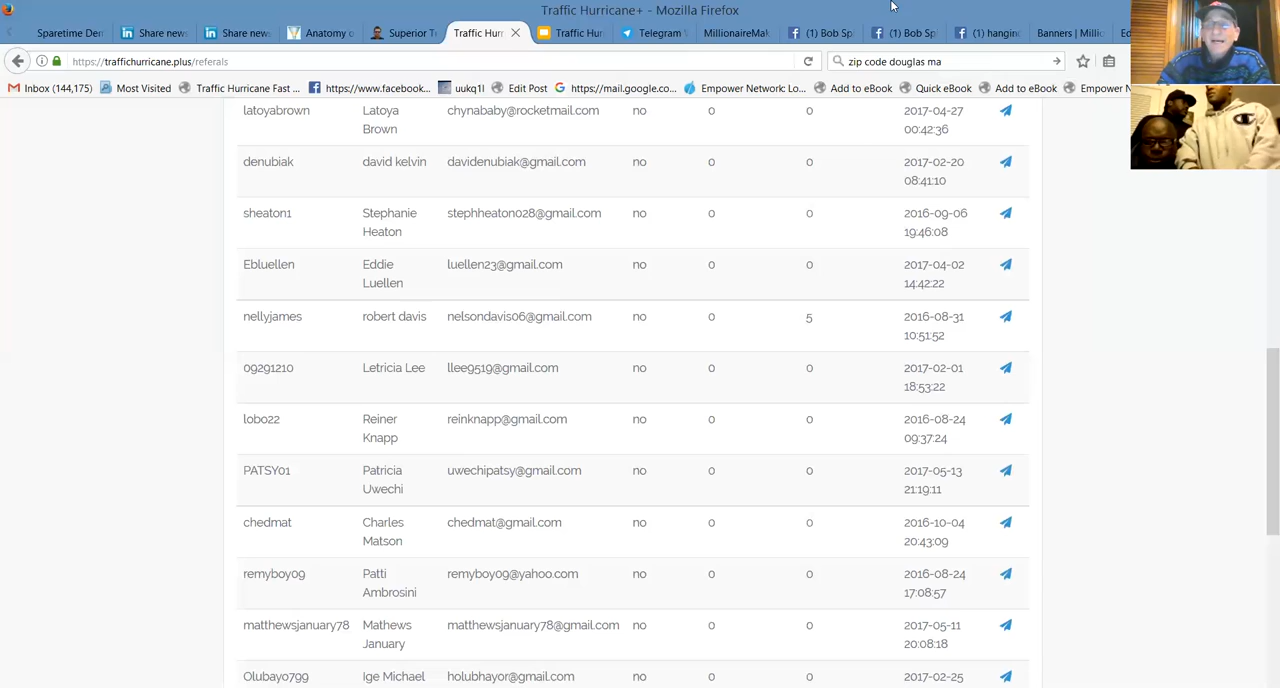 Traffic Hurricane+ - Mozilla Firefox
Sparetime Den Share news Share news Anatomy o Superior T Traffic Hurr Traffic Hur Telegram MillionaireMak (1) Bob Sp (1) Bob Sp (1) hanging Banners | Millio Ed
https://traffichurricane.plus/referals zip code douglas ma
Inbox (144,175) Most Visited Traffic Hurricane Fast ... https://www.facebook... uukq1l Edit Post https://mail.google.co... Empower Network: Lo... Add to eBook Quick eBook Add to eBook Empower N
latoyabrown Latoya chynababy@rocketmail.com no 0 0 2017-04-27
Brown 00:42:36
denubiak david kelvin davidenubiak@gmail.com no 0 0 2017-02-20
08:41:10
sheaton1 Stephanie stephheaton028@gmail.com no 0 0 2016-09-06
Heaton 19:46:08
Ebluellen Eddie luellen23@gmail.com no 0 0 2017-04-02
Luellen 14:42:22
nellyjames robert davis nelsondavis06@gmail.com no 0 5 2016-08-31
10:51:52
09291210 Letricia Lee llee9519@gmail.com no 0 0 2017-02-01
18:53:22
lobo22 Reiner reinknapp@gmail.com no 0 0 2016-08-24
Knapp 09:37:24
PATSY01 Patricia uwechipatsy@gmail.com no 0 0 2017-05-13
Uwechi 21:19:11
chedmat Charles chedmat@gmail.com no 0 0 2016-10-04
Matson 20:43:09
remyboy09 Patti remyboy09@yahoo.com no 0 0 2016-08-24
Ambrosini 17:08:57
matthewsjanuary78 Mathews matthewsjanuary78@gmail.com no 0 0 2017-05-11
January 20:08:18
Olubayo799 Ige Michael holubhayor@gmail.com no 0 0 2017-02-25